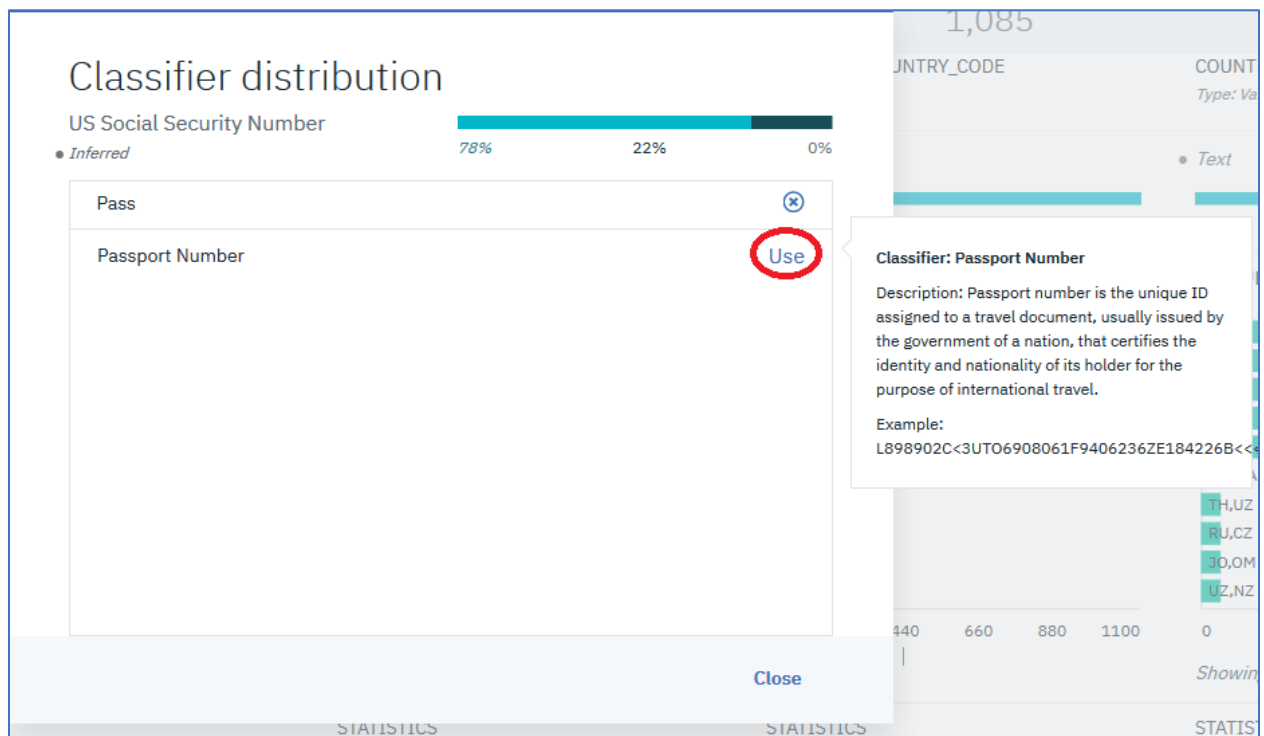 1,085
Classifier distribution
UNTRY_CODE
COUNT
Type: Va
US Social Security Number
• Inferred
78% 22% 0%
• Text
Pass
Passport Number Use
Classifier: Passport Number
Description: Passport number is the unique ID
assigned to a travel document, usually issued by
the government of a nation, that certifies the
identity and nationality of its holder for the
purpose of international travel.
Example:
L898902C<3UTO6908061F9406236ZE184226B<<
TH,UZ
RU,CZ
JO,OM
UZ,NZ
440 660 880 1100 0
Close
Showin
STATISTICS STATISTICS STATIS